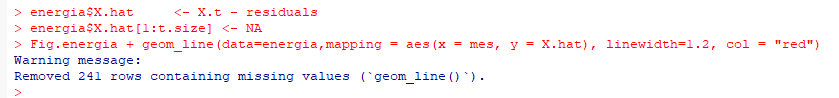 > energia$X.hat     <- X.t - residuals
> energia$X.hat[1:t.size] <- NA
> Fig.energia + geom_line(data=energia,mapping = aes(x = mes, y = X.hat), linewidth=1.2, col = "red")
Warning message:
Removed 241 rows containing missing values (`geom_line()`).
>